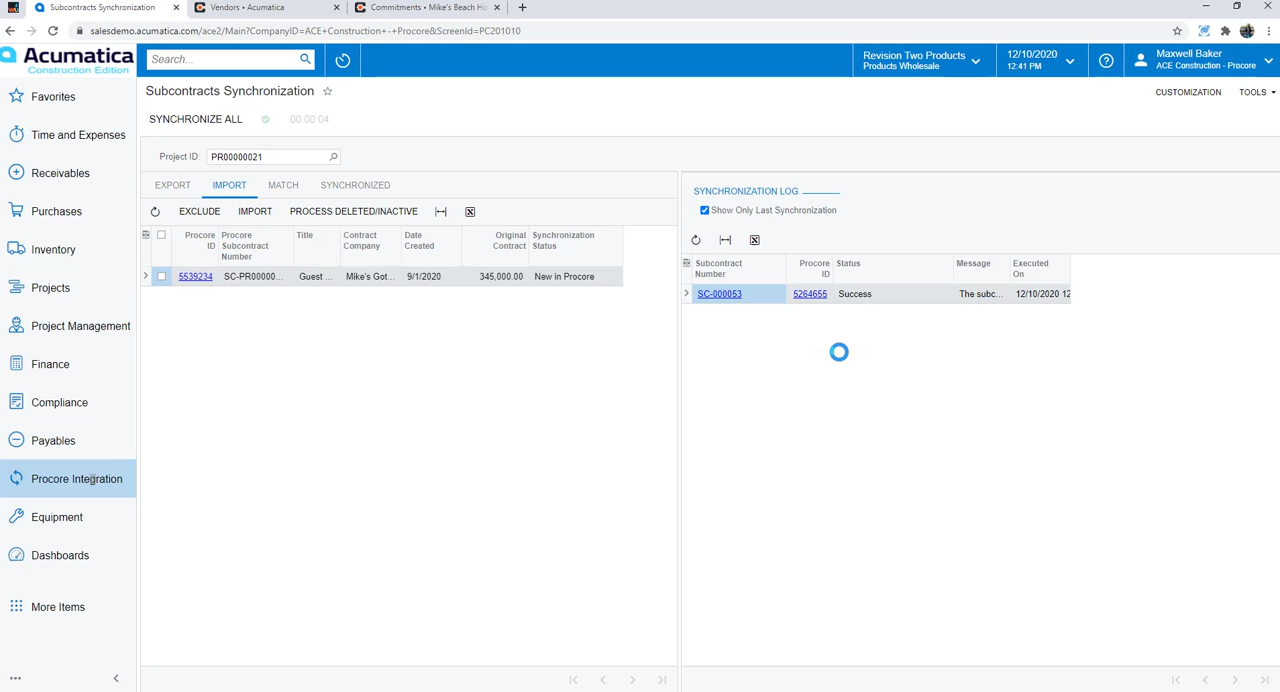 Subcontracts Synchronization
Vendors • Acumatica
Commitments • Mike's Beach Ho
salesdemo.acumatica.com/ace2/Main?CompanyID=ACE+Construction+-+Procore&ScreenId=PC201010
Acumatica
Construction Edition
Search...
Revision Two Products
Products Wholesale
12/10/2020
12:41 PM
Maxwell Baker
ACE Construction - Procore
Favorites
Time and Expenses
Receivables
Purchases
Inventory
Projects
Project Management
Finance
Compliance
Payables
Procore Integration
Equipment
Dashboards
More Items
Subcontracts Synchronization
CUSTOMIZATION TOOLS
SYNCHRONIZE ALL 00:00:04
Project ID: PR00000021
EXPORT IMPORT MATCH SYNCHRONIZED
EXCLUDE IMPORT PROCESS DELETED/INACTIVE
Procore ID
Procore Subcontract Number
Title
Contract Company
Date Created
Original Contract
Synchronization Status
5539234 SC-PR00000... Guest ... Mike's Got... 9/1/2020 345,000.00 New in Procore
SYNCHRONIZATION LOG
Show Only Last Synchronization
Subcontract Number
Procore ID
Status
Message
Executed On
SC-000053 5264655 Success The subc... 12/10/2020 12